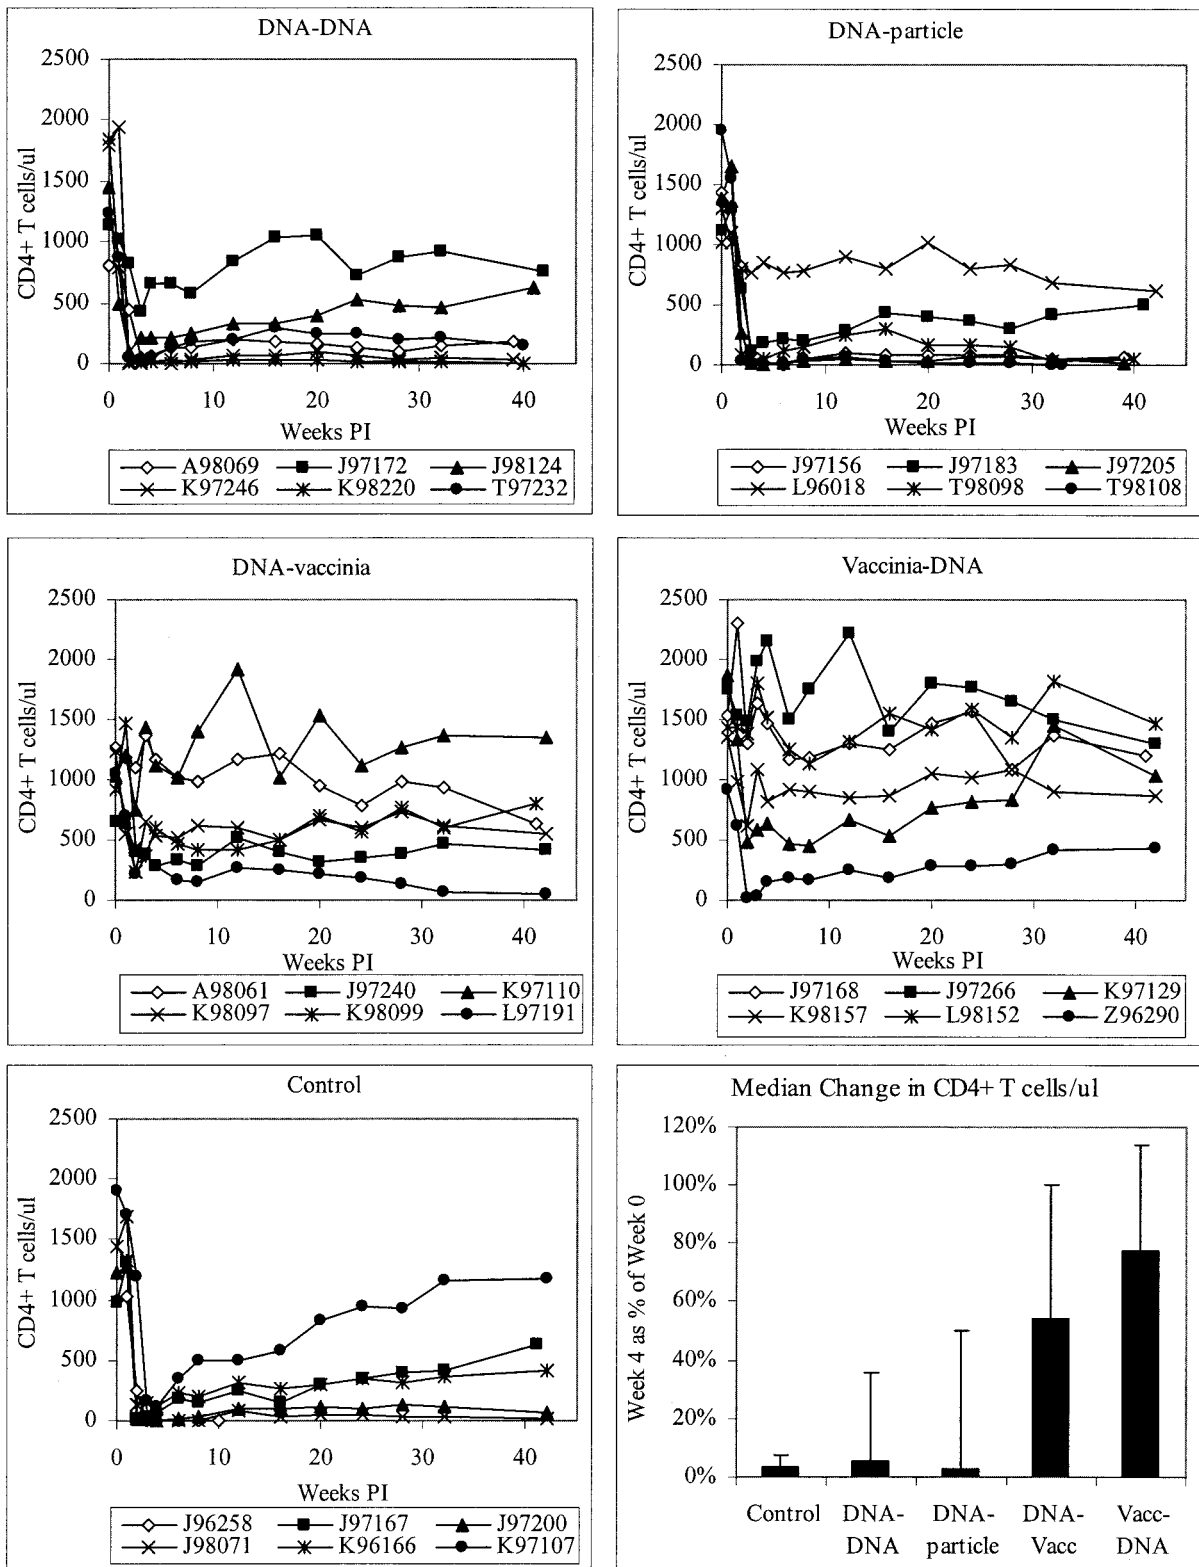 DNA-DNA
2500
2000
1500
1000
500
0
CD4+ T cells/ul
0 10 20 30 40
Weeks PI
A98069 J97172 J98124
K97246 K98220 T97232
DNA-particle
2500
2000
1500
1000
500
0
CD4+ T cells/ul
0 10 20 30 40
Weeks PI
J97156 J97183 J97205
L96018 T98098 T98108
DNA-vaccinia
2500
2000
1500
1000
500
0
CD4+ T cells/ul
0 10 20 30 40
Weeks PI
A98061 J97240 K97110
K98097 K98099 L97191
Vaccinia-DNA
2500
2000
1500
1000
500
0
CD4+ T cells/ul
0 10 20 30 40
Weeks PI
J97168 J97266 K97129
K98157 L98152 Z96290
Control
2500
2000
1500
1000
500
0
CD4+ T cells/ul
0 10 20 30 40
Weeks PI
J96258 J97167 J97200
J98071 K96166 K97107
Median Change in CD4+ T cells/ul
120%
100%
80%
60%
40%
20%
0%
Week 4 as % of Week 0
Control DNA- DNA- DNA- Vacc-
DNA particle Vacc DNA